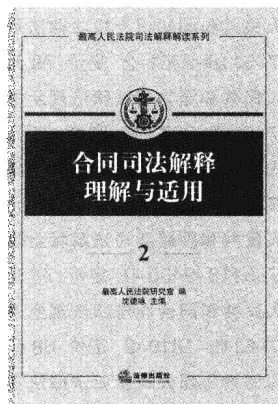 最高人民法院司法解释解读系列
合同司法解释
理解与适用
2
最高人民法院研究室 编
沈德咏 主编
法律出版社